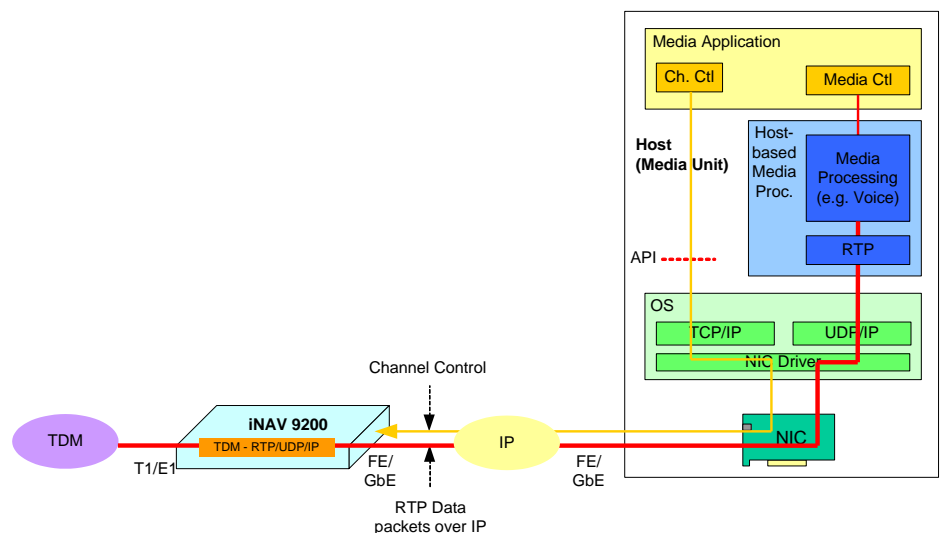 Media Application
Ch. Ctl
Media Ctl
Host
(Media Unit)
Host-
based
Media
Proc.
Media
Processing
(e.g. Voice)
RTP
API
OS
TCP/IP
UDP/IP
NIC Driver
NIC
Channel Control
iNAV 9200
TDM - RTP/UDP/IP
TDM
T1/E1
FE/
GbE
IP
FE/
GbE
RTP Data
packets over IP